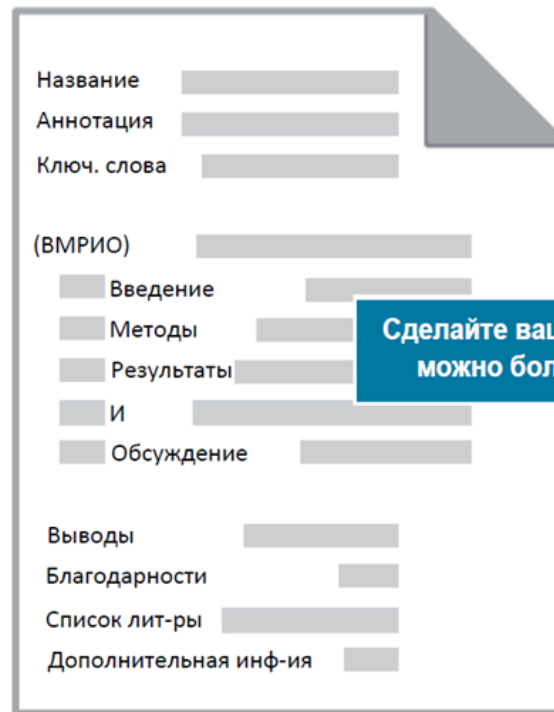 Название
Аннотация
Ключ. слова
(ВМРИО)
Введение
Методы
Результаты
И
Обсуждение
Сделайте
можно
Выводы
Благодарности
Список лит-ры
Дополнительная инф-ия